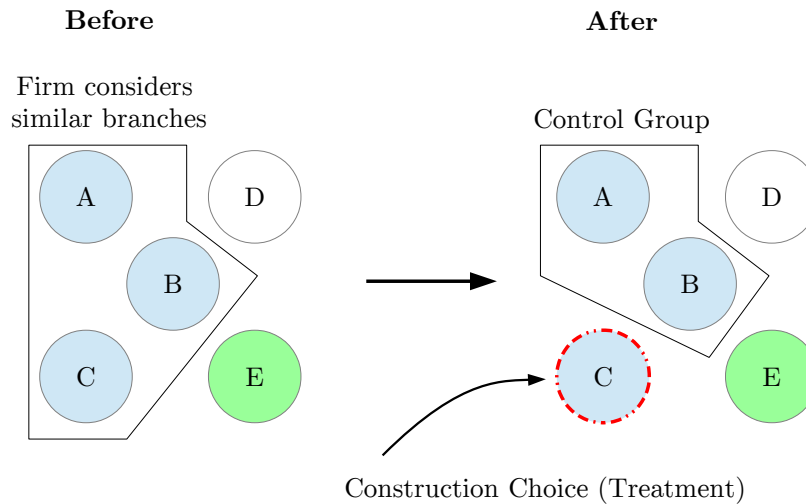 Before
After
Firm considers
similar branches
Control Group
A
D
B
C
E
A
D
B
C
E
Construction Choice (Treatment)